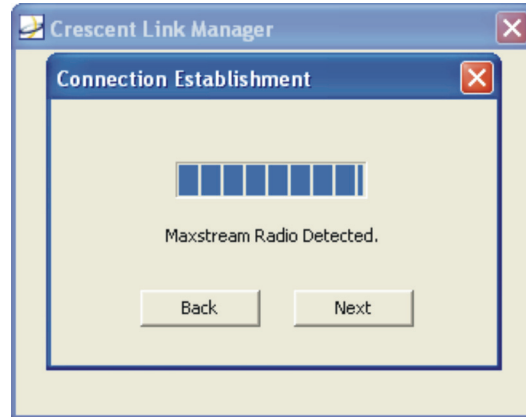 Crescent Link Manager
Connection Establishment
Maxstream Radio Detected.
Back Next